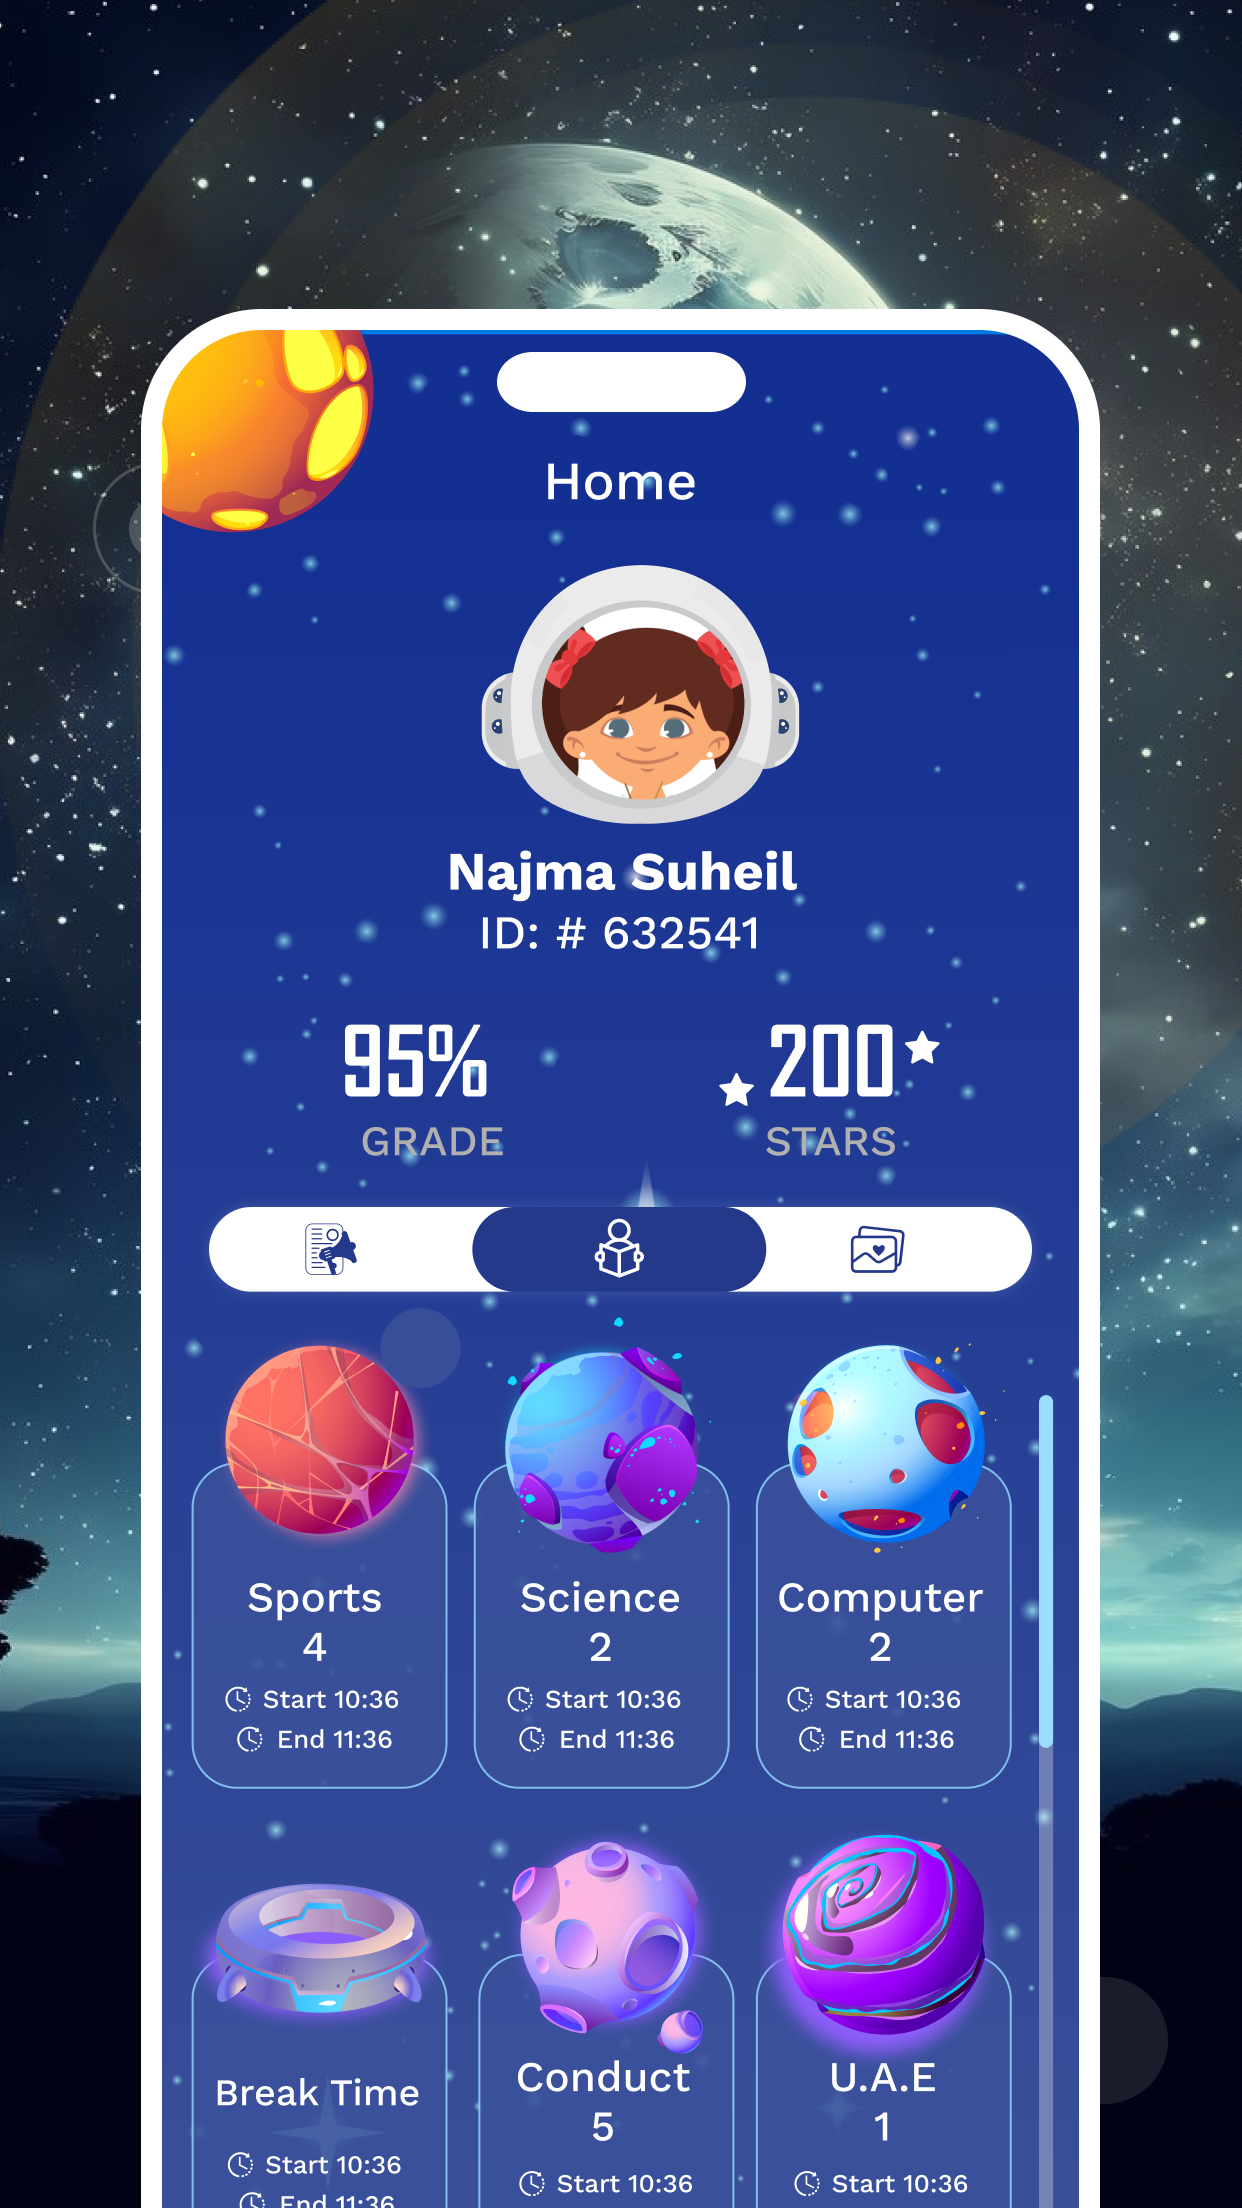 Home
Najma Suheil
ID: # 632541
95%
200
GRADE
STARS
Sports
4
Start 10:36
End 11:36
Science
2
Start 10:36
End 11:36
Computer
2
Start 10:36
End 11:36
Break Time
Start 10:36
End 11:36
Conduct
5
Start 10:36
U.A.E
1
Start 10:36